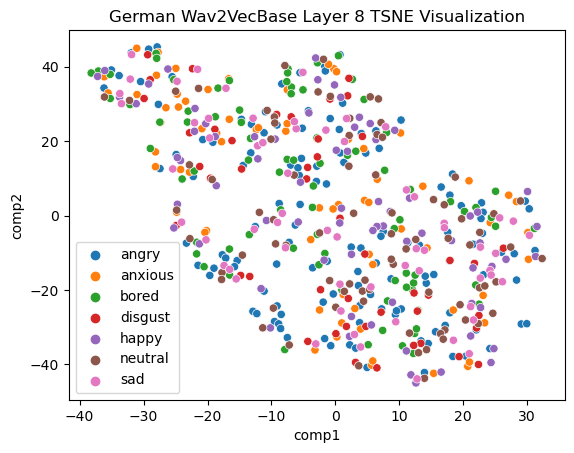 German Wav2VecBase Layer 8 TSNE Visualization
40
20
0
−20
−40
comp2
angry
anxious
bored
disgust
happy
neutral
sad
−40 −30 −20 −10 0 10 20 30
comp1